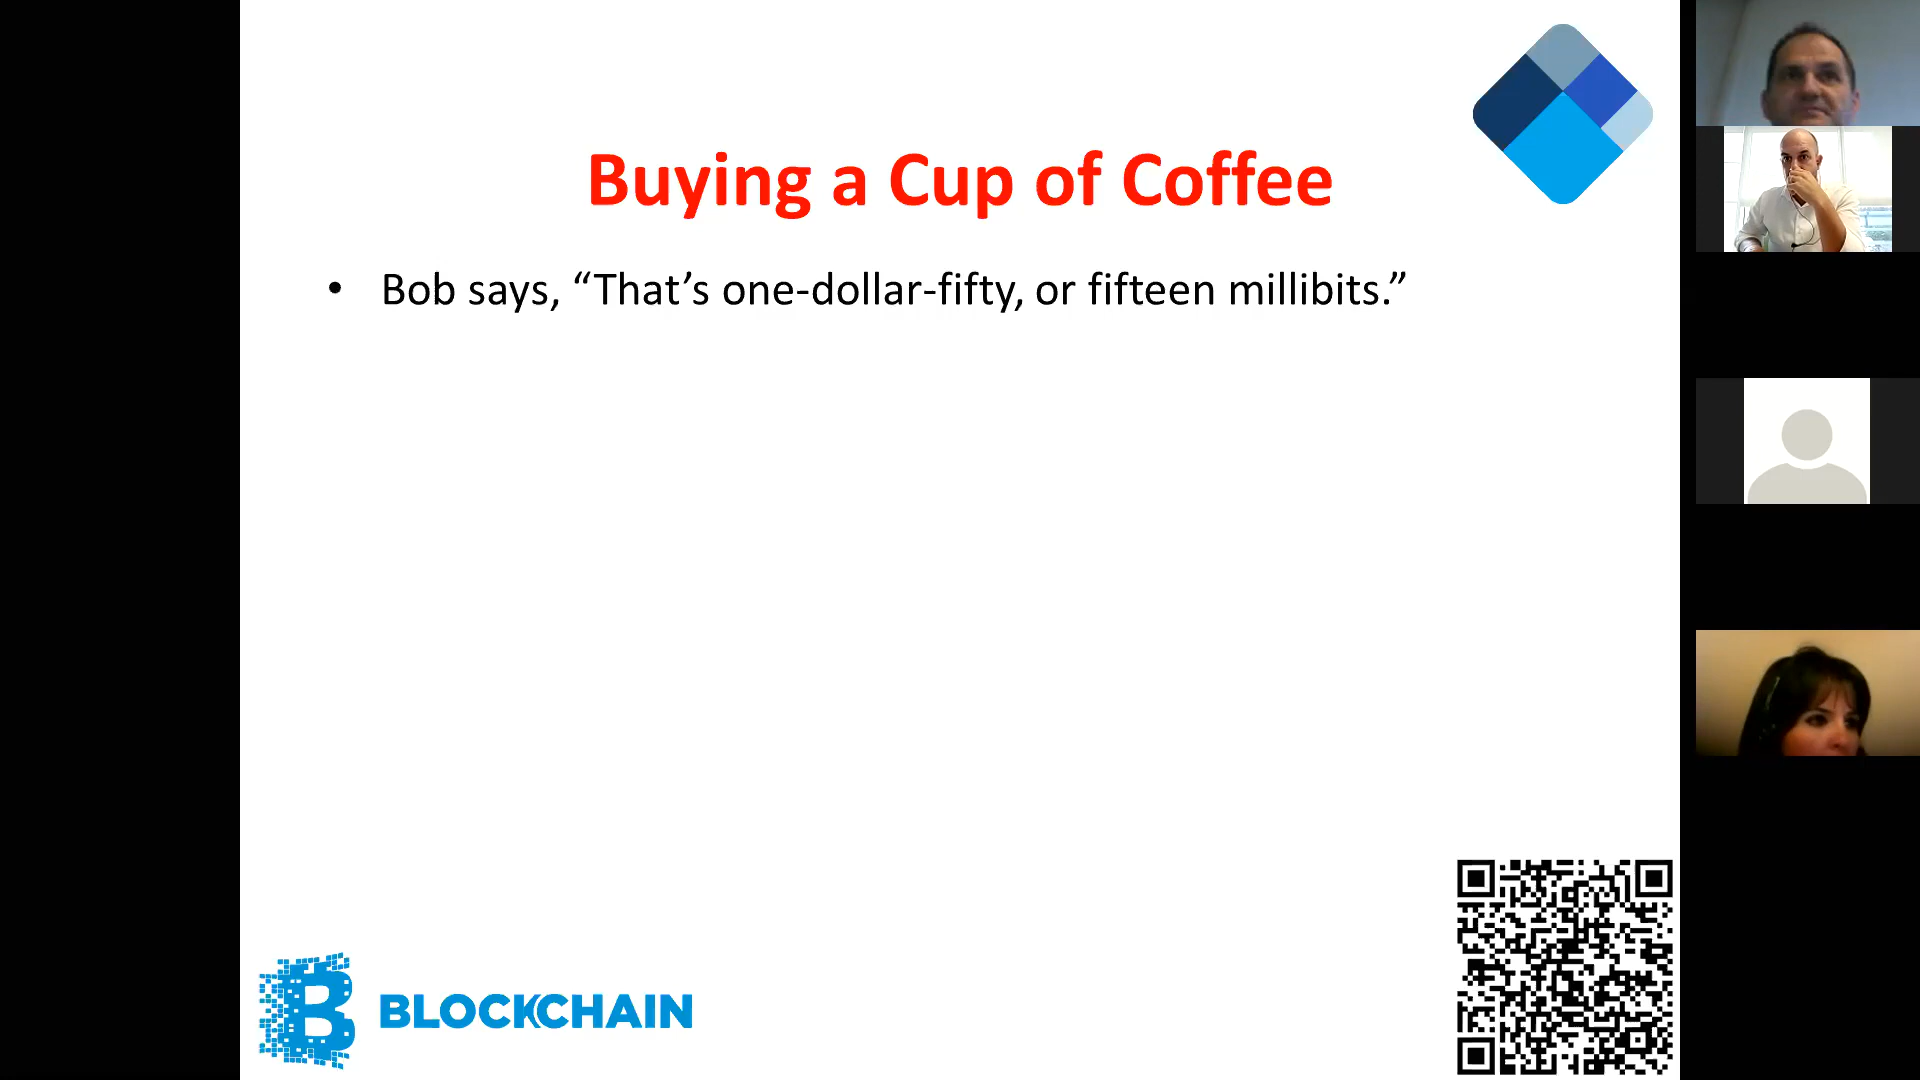 Buying a Cup of Coffee
• Bob says, “That’s one-dollar-fifty, or fifteen millibits.”
BLOCKCHAIN